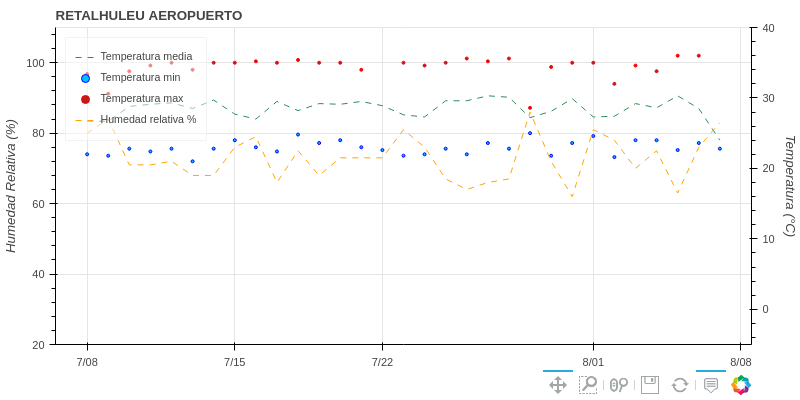 RETALHULEU AEROPUERTO
Temperatura media
Temperatura min
Temperatura max
Humedad relativa %
Humedad Relativa (%)
100
80
60
40
20
Temperatura (°C)
40
30
20
10
0
7/08
7/15
7/22
8/01
8/08